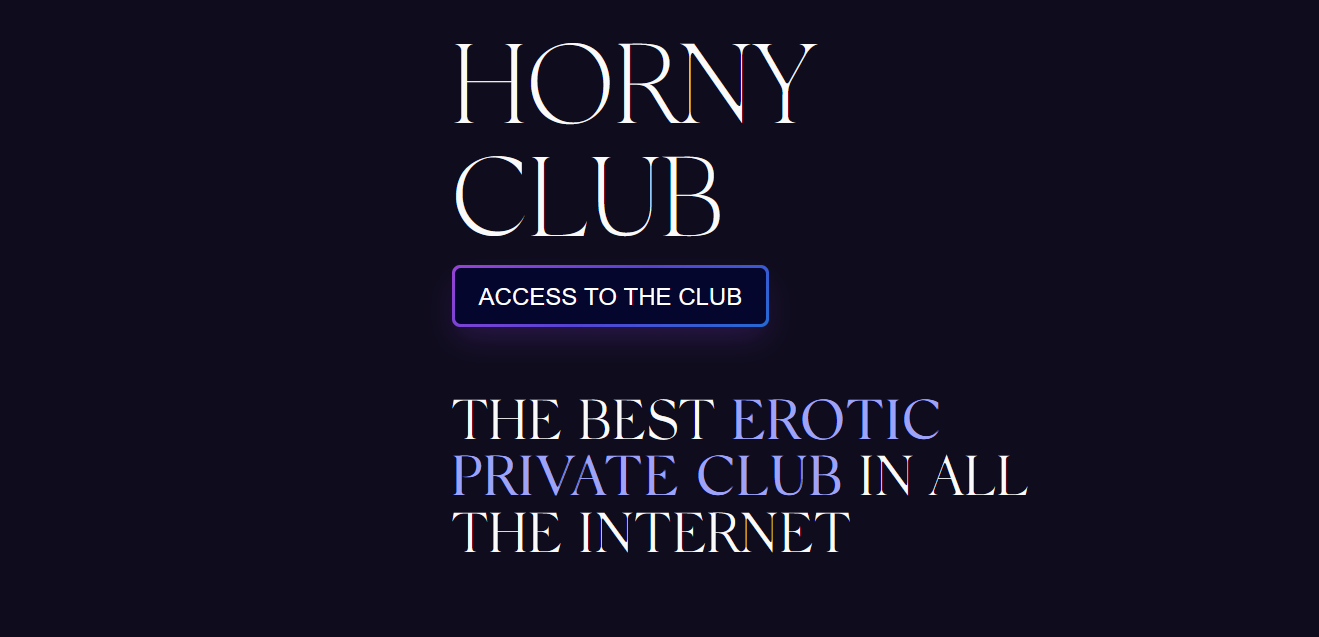 HORNY
CLUB
ACCESS TO THE CLUB
THE BEST EROTIC
PRIVATE CLUB IN ALL
THE INTERNET